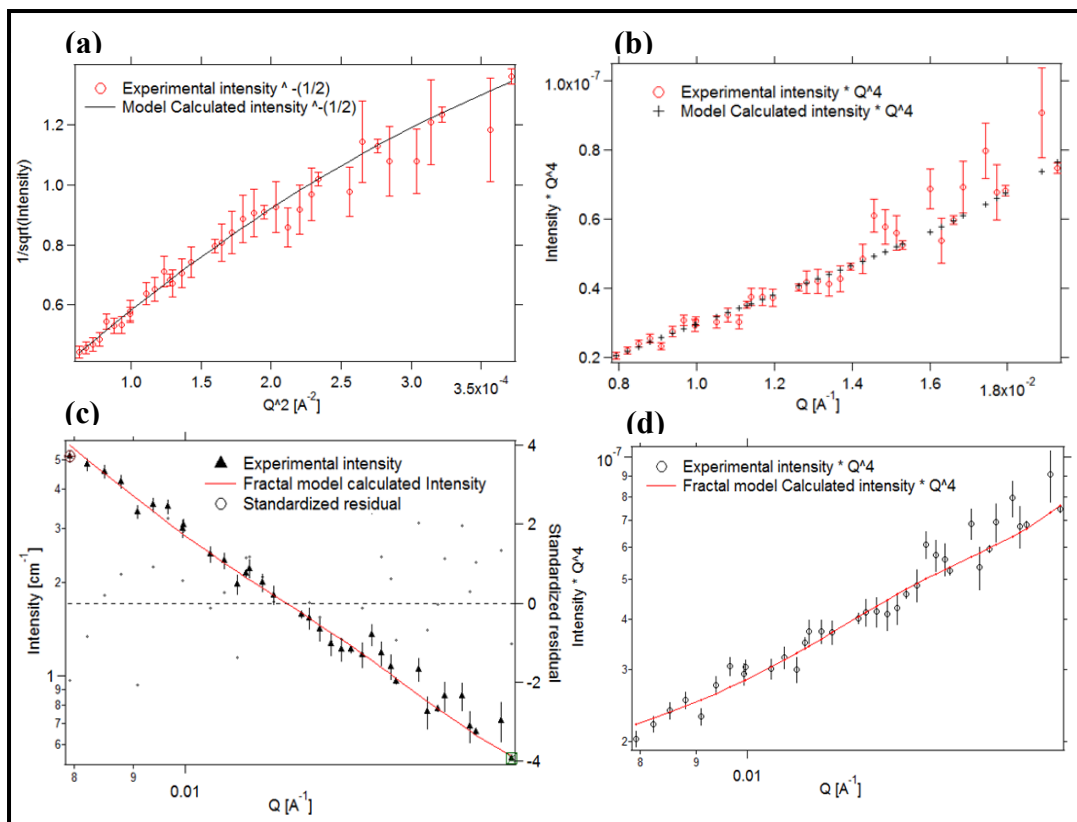 (a)
Experimental intensity ^ -(1/2)
Model Calculated intensity ^-(1/2)
1/sqrt(Intensity)
1.2
1.0
0.8
0.6
1.0
1.5
2.0
2.5
3.0
3.5x10^-4
Q^2 [A^-2]
(b)
1.0x10^-7
Experimental intensity * Q^4
Model Calculated intensity * Q^4
Intensity * Q^4
0.8
0.6
0.4
0.2
0.8
1.0
1.2
1.4
1.6
1.8x10^-2
Q [A^-1]
(c)
Experimental intensity
Fractal model calculated Intensity
Standardized residual
Intensity [cm^-1]
5
4
3
2
1
9
8
7
6
4
2
0
-2
-4
Standardized residual
8
9
0.01
Q [A^-1]
(d)
10^-7
Experimental intensity * Q^4
Fractal model Calculated intensity * Q^4
Intensity * Q^4
9
8
7
6
5
4
3
2
8
9
0.01
Q [A^-1]